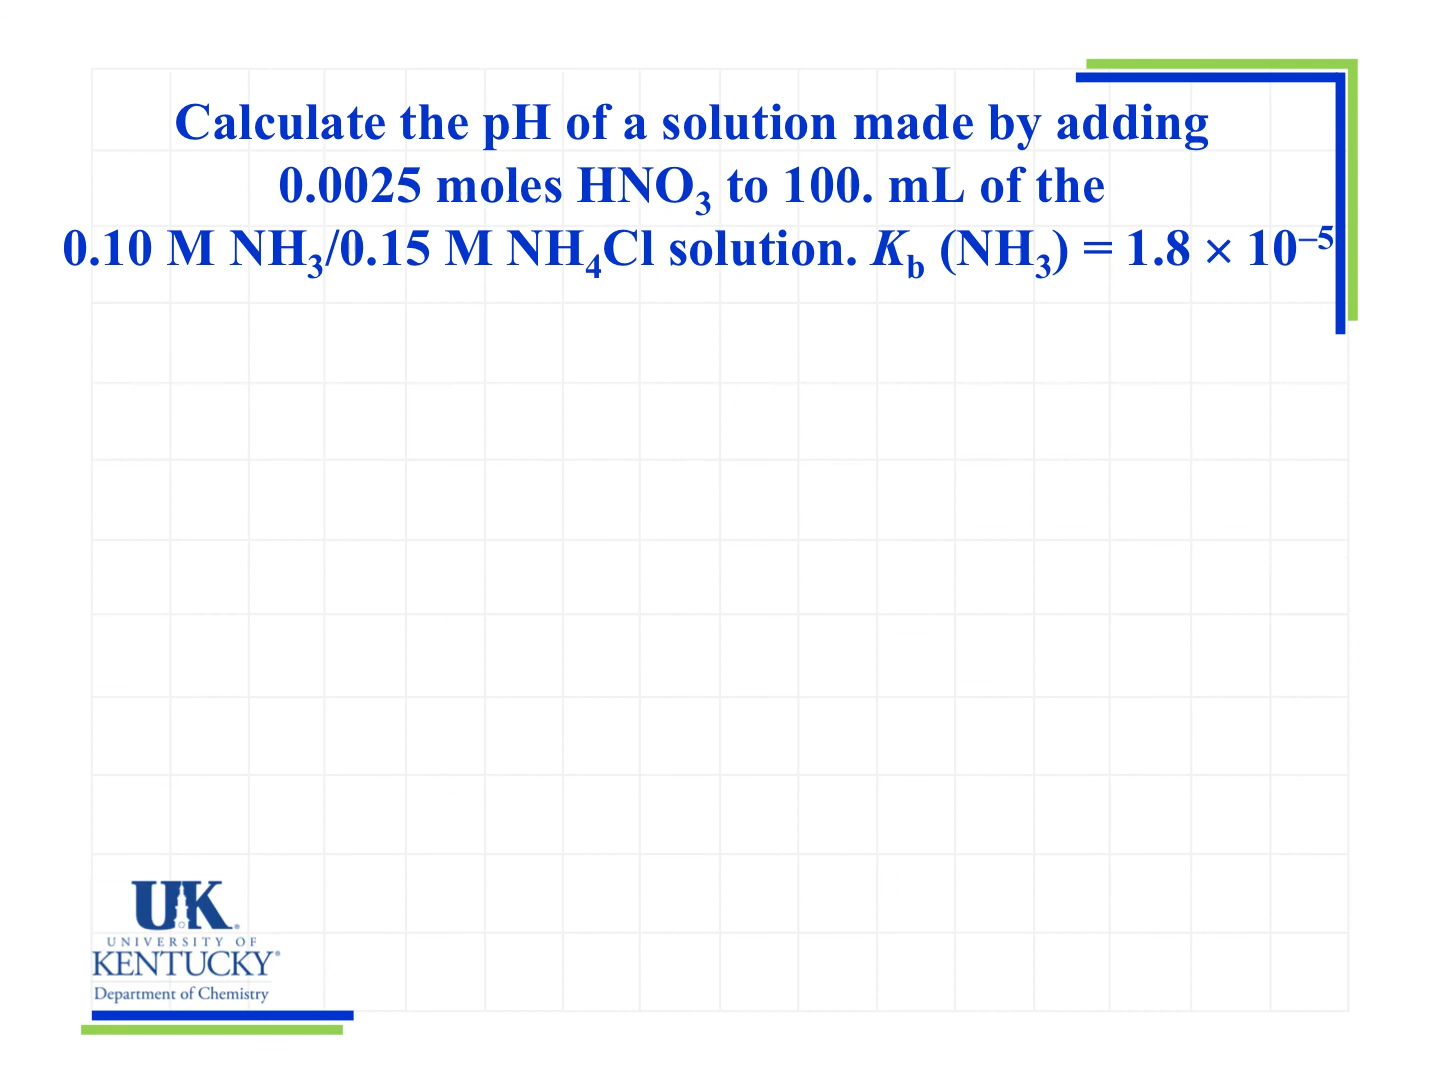 Calculate the pH of a solution made by adding
0.0025 moles HNO₃ to 100. mL of the
0.10 M NH₃/0.15 M NH₄Cl solution. K_b (NH₃) = 1.8 × 10⁻⁵
UK
UNIVERSITY OF
KENTUCKY®
Department of Chemistry